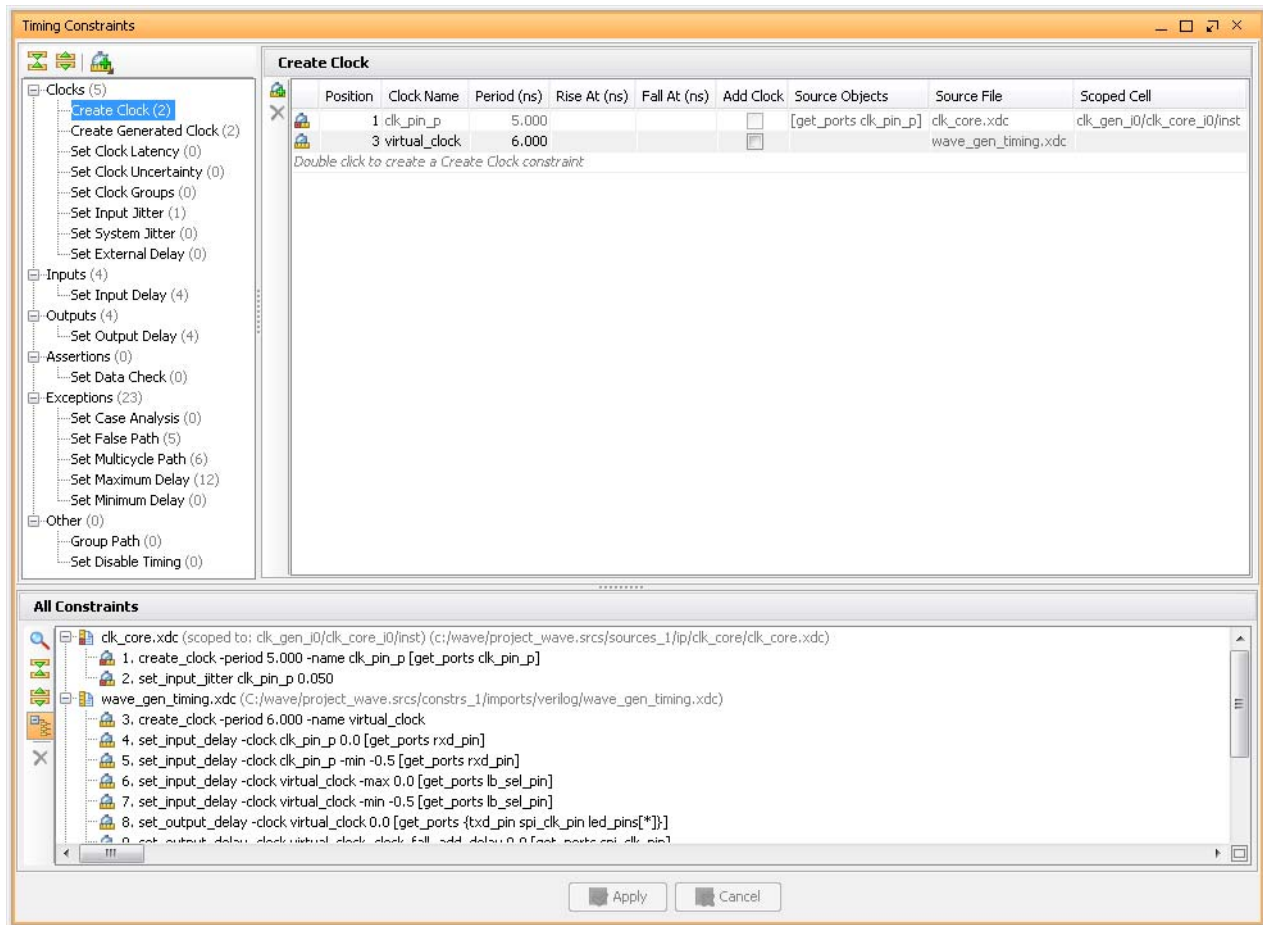 Timing Constraints
Create Clock
Clocks (5)
Create Clock (2)
Create Generated Clock (2)
Set Clock Latency (0)
Set Clock Uncertainty (0)
Set Clock Groups (0)
Set Input Jitter (1)
Set System Jitter (0)
Set External Delay (0)
Inputs (4)
Set Input Delay (4)
Outputs (4)
Set Output Delay (4)
Assertions (0)
Set Data Check (0)
Exceptions (23)
Set Case Analysis (0)
Set False Path (5)
Set Multicycle Path (6)
Set Maximum Delay (12)
Set Minimum Delay (0)
Other (0)
Group Path (0)
Set Disable Timing (0)
Position Clock Name Period (ns) Rise At (ns) Fall At (ns) Add Clock Source Objects Source File Scoped Cell
1 clk_pin_p 5.000 [get_ports clk_pin_p] clk_core.xdc clk_gen_i0/clk_core_i0/inst
3 virtual_clock 6.000 wave_gen_timing.xdc
Double click to create a Create Clock constraint
All Constraints
clk_core.xdc (scoped to: clk_gen_i0/clk_core_i0/inst) (c:/wave/project_wave.srcs/sources_1/ip/clk_core/clk_core.xdc)
1. create_clock -period 5.000 -name clk_pin_p [get_ports clk_pin_p]
2. set_input_jitter clk_pin_p 0.050
wave_gen_timing.xdc (C:/wave/project_wave.srcs/constrs_1/imports/verilog/wave_gen_timing.xdc)
3. create_clock -period 6.000 -name virtual_clock
4. set_input_delay -clock clk_pin_p 0.0 [get_ports rxd_pin]
5. set_input_delay -clock clk_pin_p -min -0.5 [get_ports rxd_pin]
6. set_input_delay -clock virtual_clock -max 0.0 [get_ports lb_sel_pin]
7. set_input_delay -clock virtual_clock -min -0.5 [get_ports lb_sel_pin]
8. set_output_delay -clock virtual_clock 0.0 [get_ports {txd_pin spi_clk_pin led_pins[*]}]
9. set_output_delay -clock virtual_clock -clock_fall -add_delay 0.0 [get_ports spi_clk_pin]
Apply
Cancel